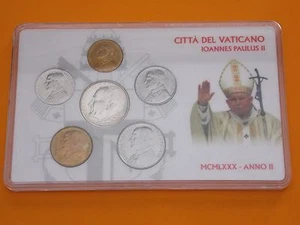 CITTÀ DEL VATICANO
IOANNES PAULUS II
MCMLXXX - ANNO II